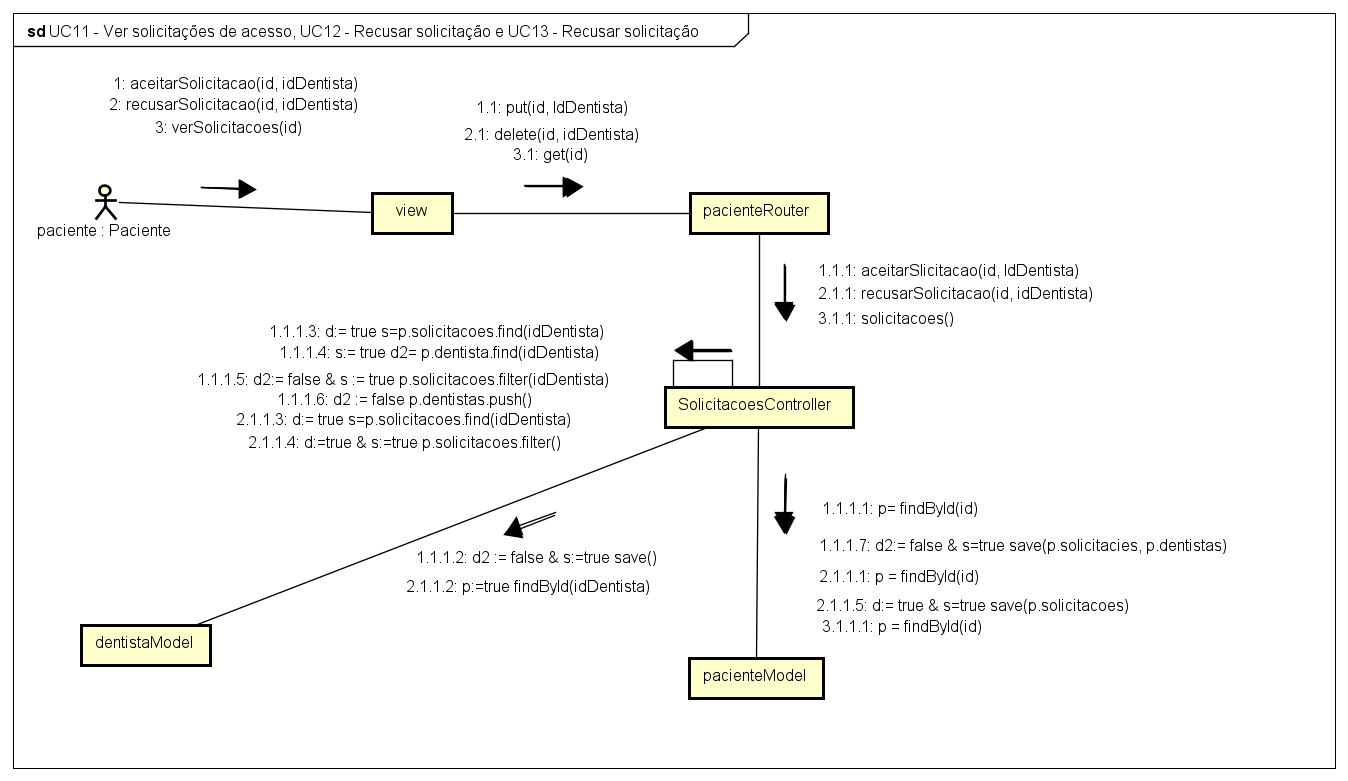 sd UC11 - Ver solicitações de acesso, UC12 - Recusar solicitação e UC13 - Recusar solicitação
1: aceitarSolicitacao(id, idDentista)
2: recusarSolicitacao(id, idDentista)
3: verSolicitacoes(id)
1.1: put(id, IdDentista)
2.1: delete(id, idDentista)
3.1: get(id)
paciente : Paciente
view
pacienteRouter
1.1.1: aceitarSlicitacao(id, IdDentista)
2.1.1: recusarSolicitacao(id, idDentista)
3.1.1: solicitacoes()
1.1.1.3: d:= true s=p.solicitacoes.find(idDentista)
1.1.1.4: s:= true d2= p.dentista.find(idDentista)
1.1.1.5: d2:= false & s := true p.solicitacoes.filter(idDentista)
1.1.1.6: d2 := false p.dentistas.push()
2.1.1.3: d:= true s=p.solicitacoes.find(idDentista)
2.1.1.4: d:=true & s:=true p.solicitacoes.filter()
SolicitacoesController
1.1.1.2: d2 := false & s:=true save()
2.1.1.2: p:=true findById(idDentista)
1.1.1.1: p= findById(id)
1.1.1.7: d2:= false & s=true save(p.solicitacies, p.dentistas)
2.1.1.1: p = findById(id)
2.1.1.5: d:= true & s=true save(p.solicitacoes)
3.1.1.1: p = findById(id)
dentistaModel
pacienteModel